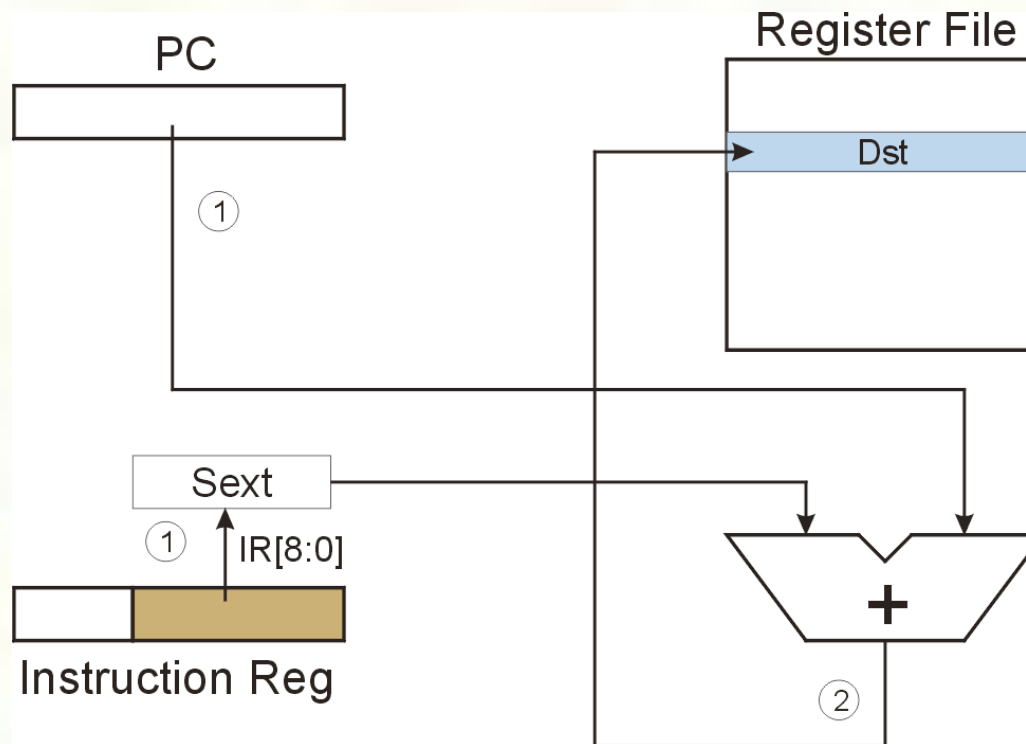 PC
Register File
Dst
1
Sext
1
IR[8:0]
+
Instruction Reg
2